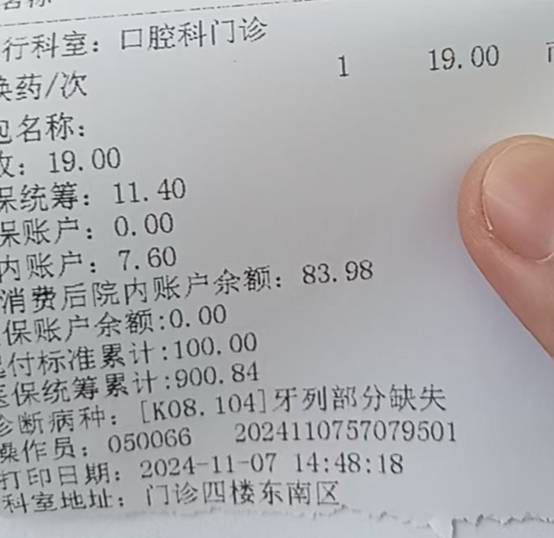 名称
行科室：口腔科门诊
换药/次 1 19.00
包名称：
收：19.00
保统筹：11.40
保账户：0.00
内账户：7.60
消费后院内账户余额：83.98
保账户余额:0.00
付标准累计:100.00
医保统筹累计:900.84
诊断病种：[K08.104]牙列部分缺失
操作员：050066 2024110757079501
打印日期：2024-11-07 14:48:18
科室地址：门诊四楼东南区